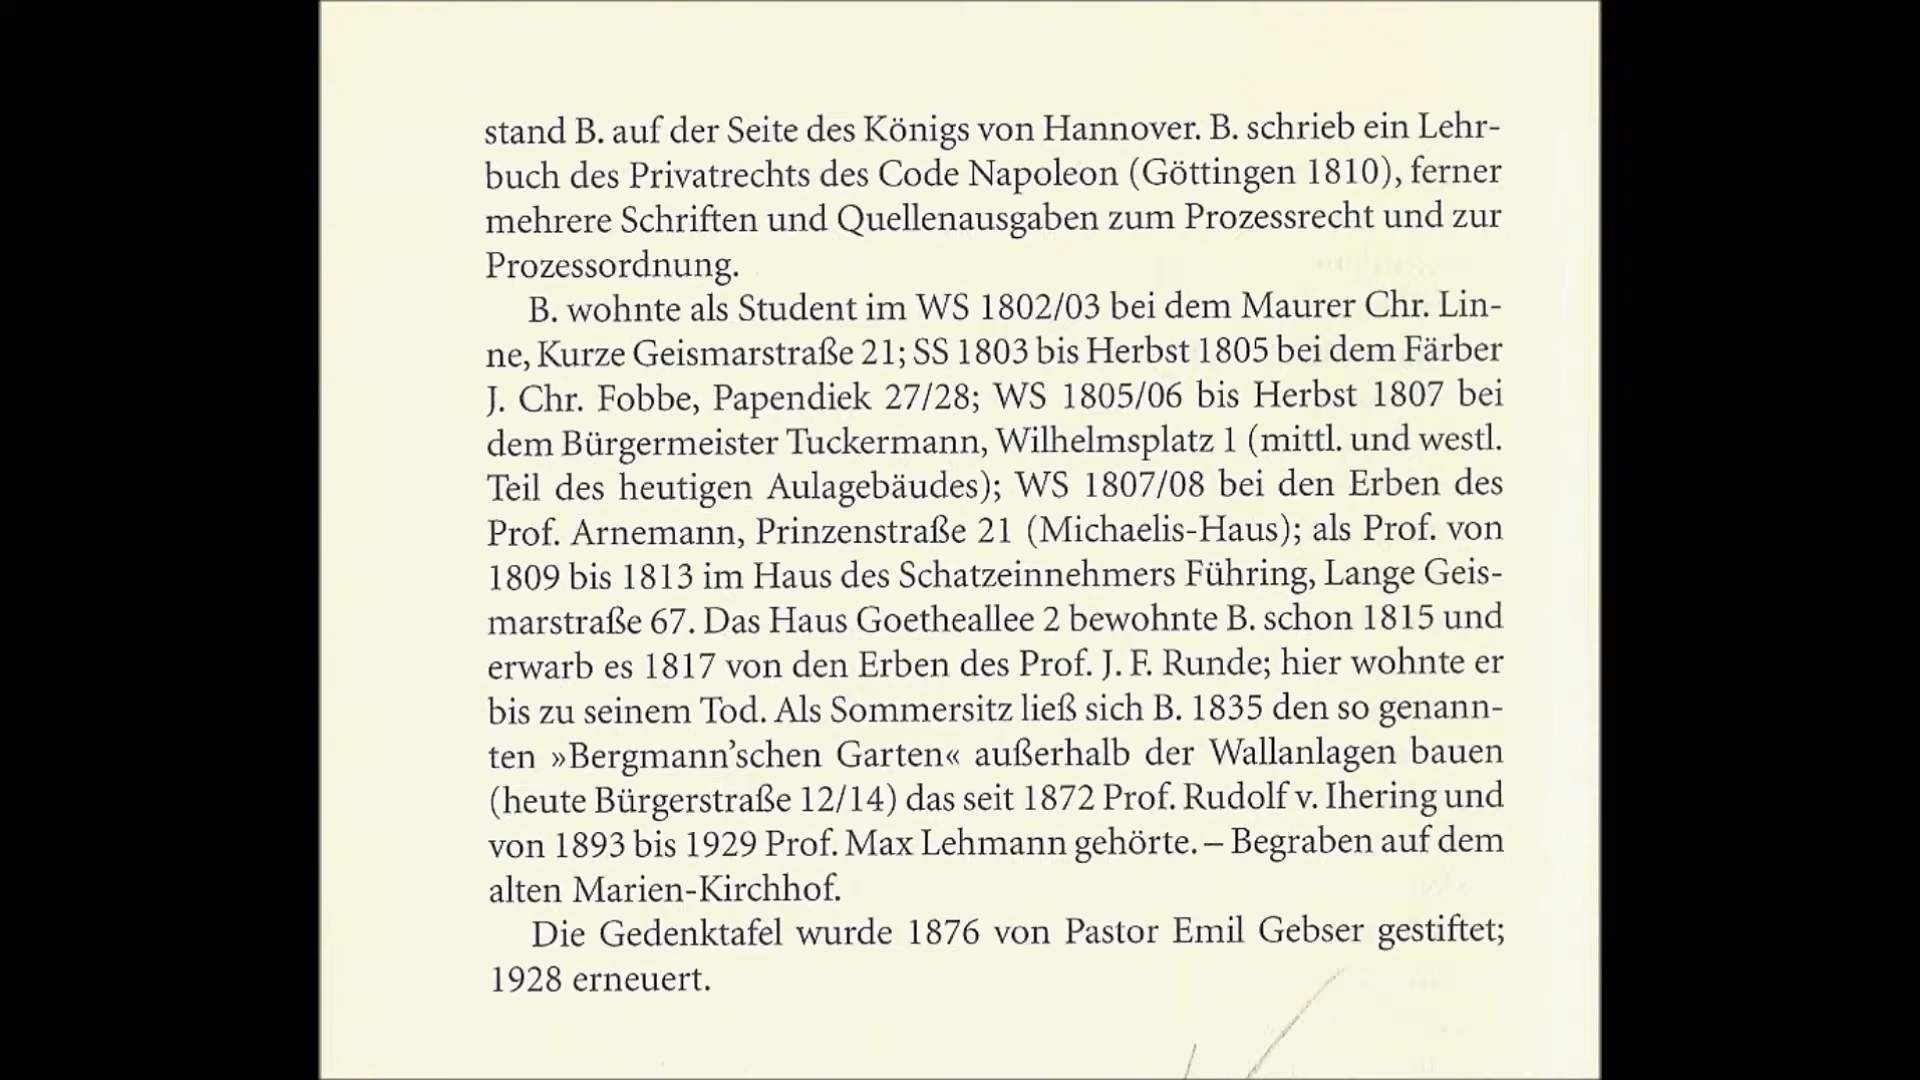 stand B. auf der Seite des Königs von Hannover. B. schrieb ein Lehr-
buch des Privatrechts des Code Napoleon (Göttingen 1810), ferner
mehrere Schriften und Quellenausgaben zum Prozessrecht und zur
Prozessordnung.
B. wohnte als Student im WS 1802/03 bei dem Maurer Chr. Lin-
ne, Kurze Geismarstraße 21; SS 1803 bis Herbst 1805 bei dem Färber
J. Chr. Fobbe, Papendiek 27/28; WS 1805/06 bis Herbst 1807 bei
dem Bürgermeister Tuckermann, Wilhelmsplatz 1 (mittl. und westl.
Teil des heutigen Aulagebäudes); WS 1807/08 bei den Erben des
Prof. Arnemann, Prinzenstraße 21 (Michaelis-Haus); als Prof. von
1809 bis 1813 im Haus des Schatzeinnehmers Führing, Lange Geis-
marstraße 67. Das Haus Goetheallee 2 bewohnte B. schon 1815 und
erwarb es 1817 von den Erben des Prof. J. F. Runde; hier wohnte er
bis zu seinem Tod. Als Sommersitz ließ sich B. 1835 den so genann-
ten »Bergmann’schen Garten« außerhalb der Wallanlagen bauen
(heute Bürgerstraße 12/14) das seit 1872 Prof. Rudolf v. Ihering und
von 1893 bis 1929 Prof. Max Lehmann gehörte. – Begraben auf dem
alten Marien-Kirchhof.
Die Gedenktafel wurde 1876 von Pastor Emil Gebser gestiftet;
1928 erneuert.